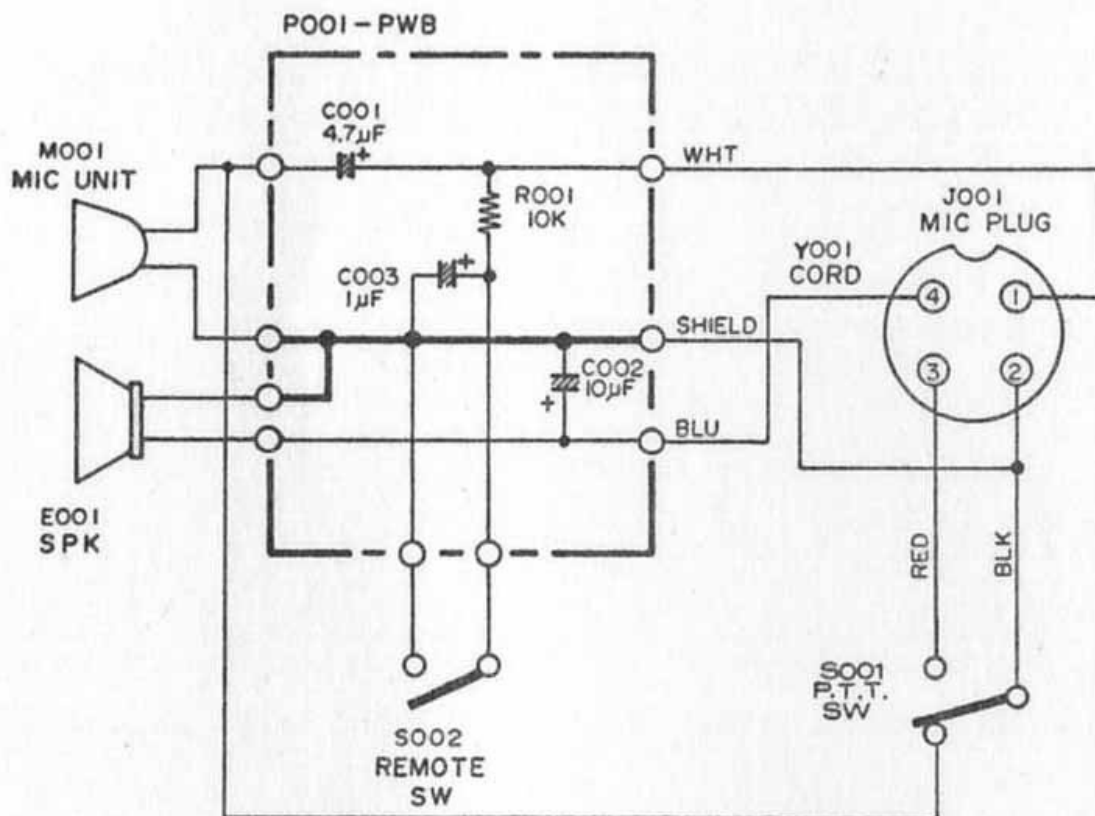 P001-PWB
C001
4.7µF
+
M001
MIC UNIT
WHT
R001
10K
J001
MIC PLUG
Y001
CORD
C003
1µF
+
4
1
SHIELD
3
2
C002
10µF
+
BLU
E001
SPK
RED
BLK
S001
P.T.T.
SW
S002
REMOTE
SW